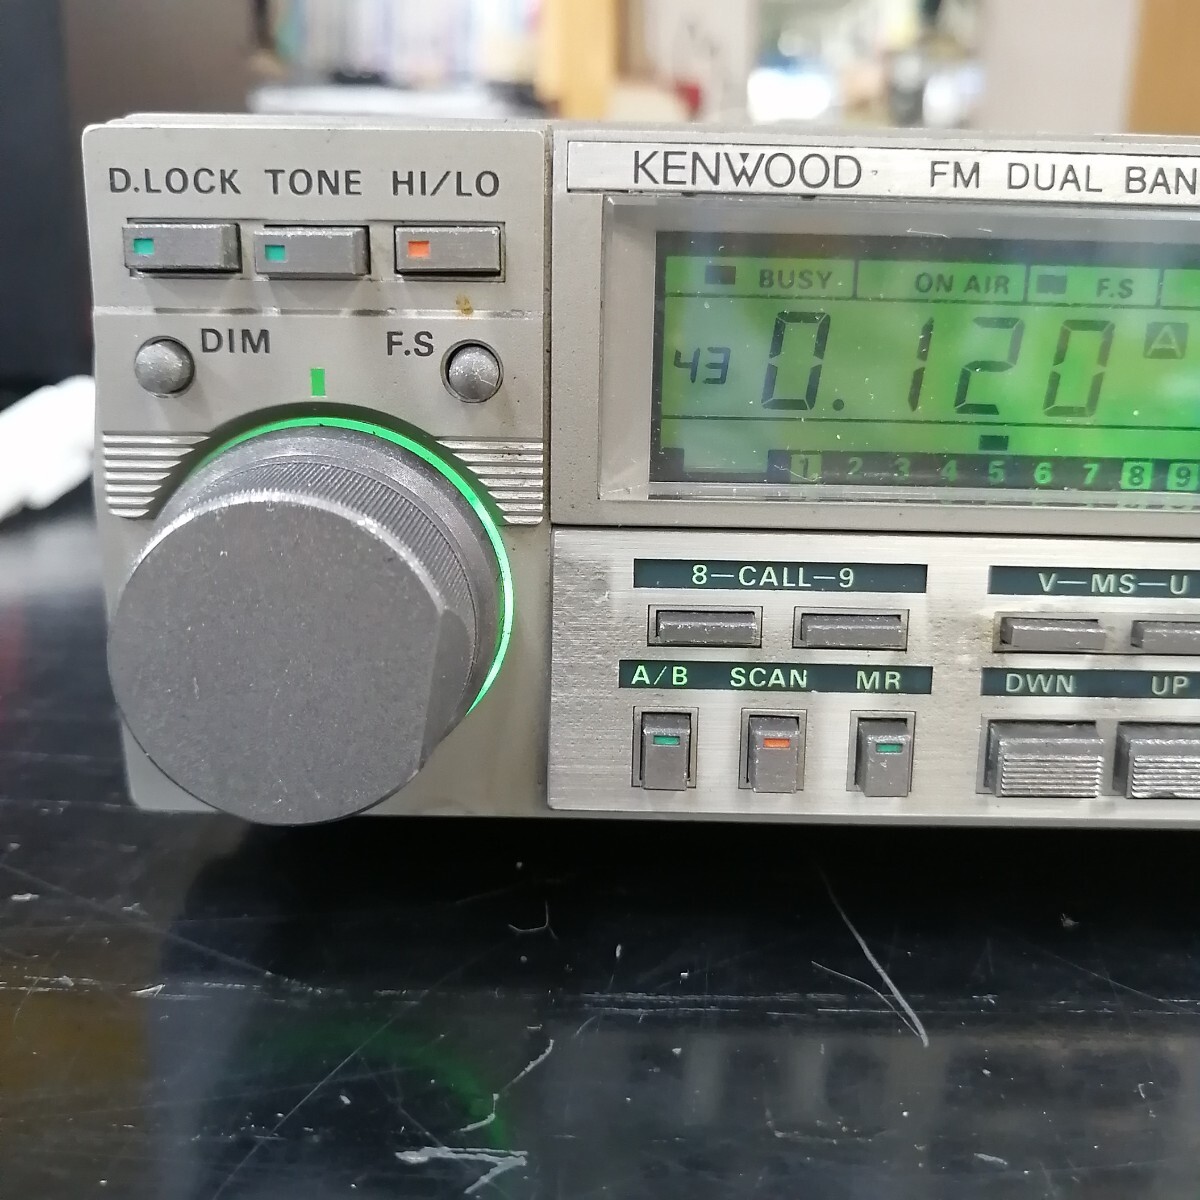 D.LOCK TONE HI/LO
KENWOOD FM DUAL BAN
BUSY ON AIR F.S
DIM F.S
43 0.120 A
1 2 3 4 5 6 7 8 9
8-CALL-9 V-MS-U
A/B SCAN MR DWN UP